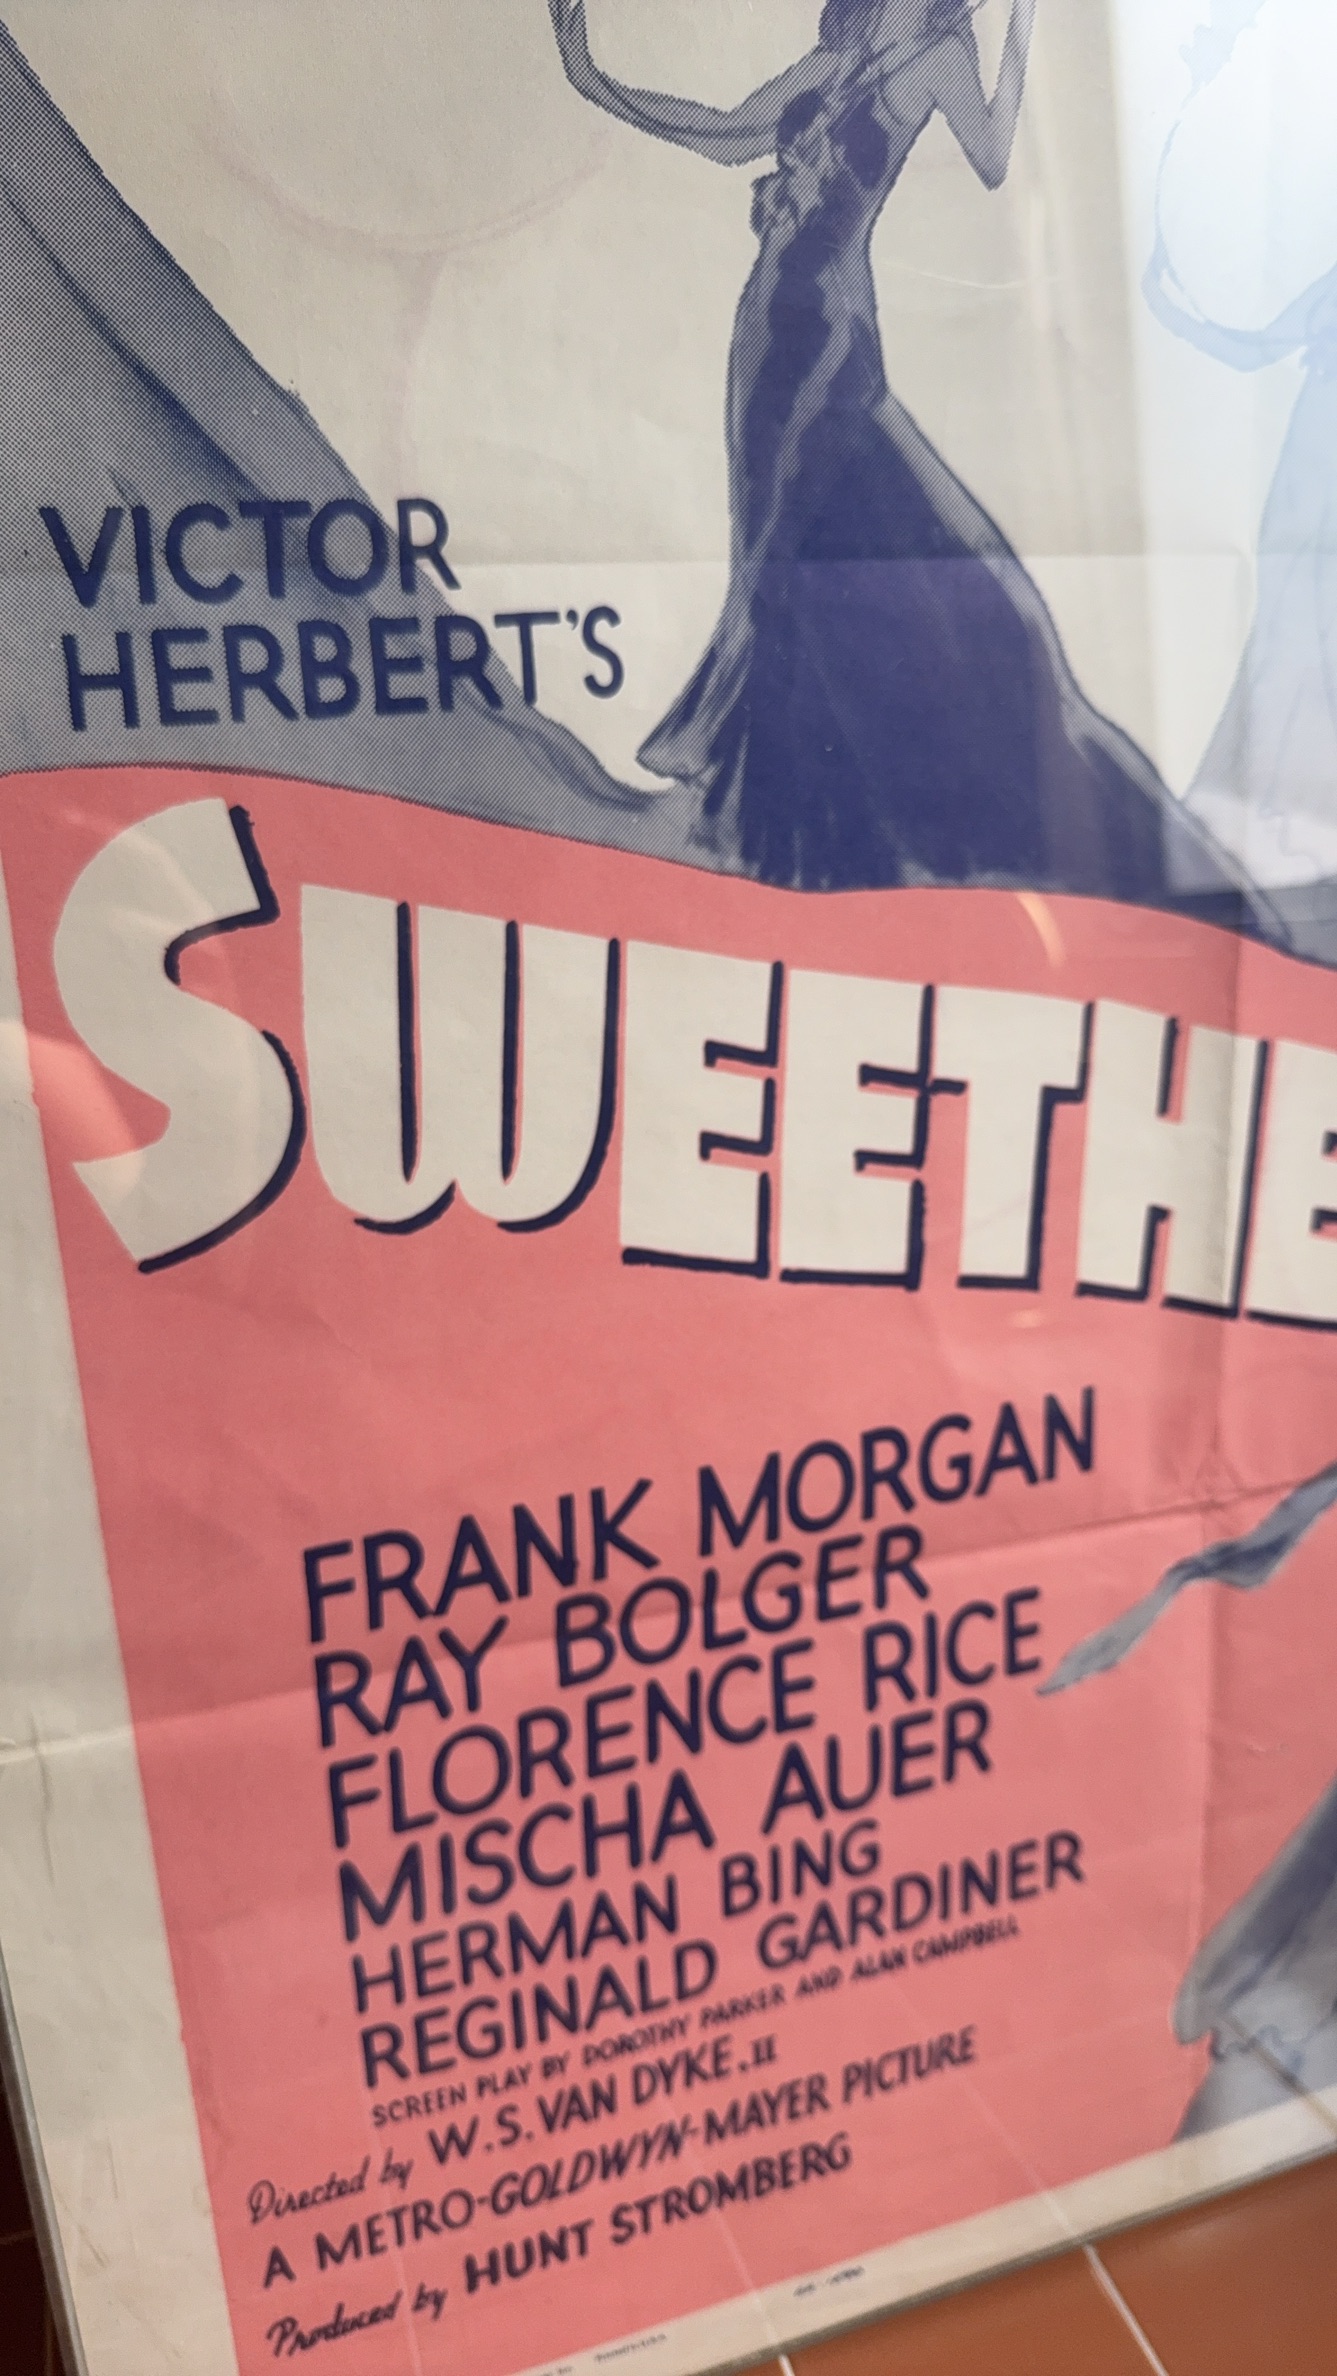 VICTOR
HERBERT'S
SWEETHE
FRANK MORGAN
RAY BOLGER
FLORENCE RICE
MISCHA AUER
HERMAN BING
REGINALD GARDINER
SCREEN PLAY BY DOROTHY PARKER AND ALAN CAMPBELL
Directed by W.S. VAN DYKE.II
A METRO-GOLDWYN-MAYER PICTURE
Produced by HUNT STROMBERG